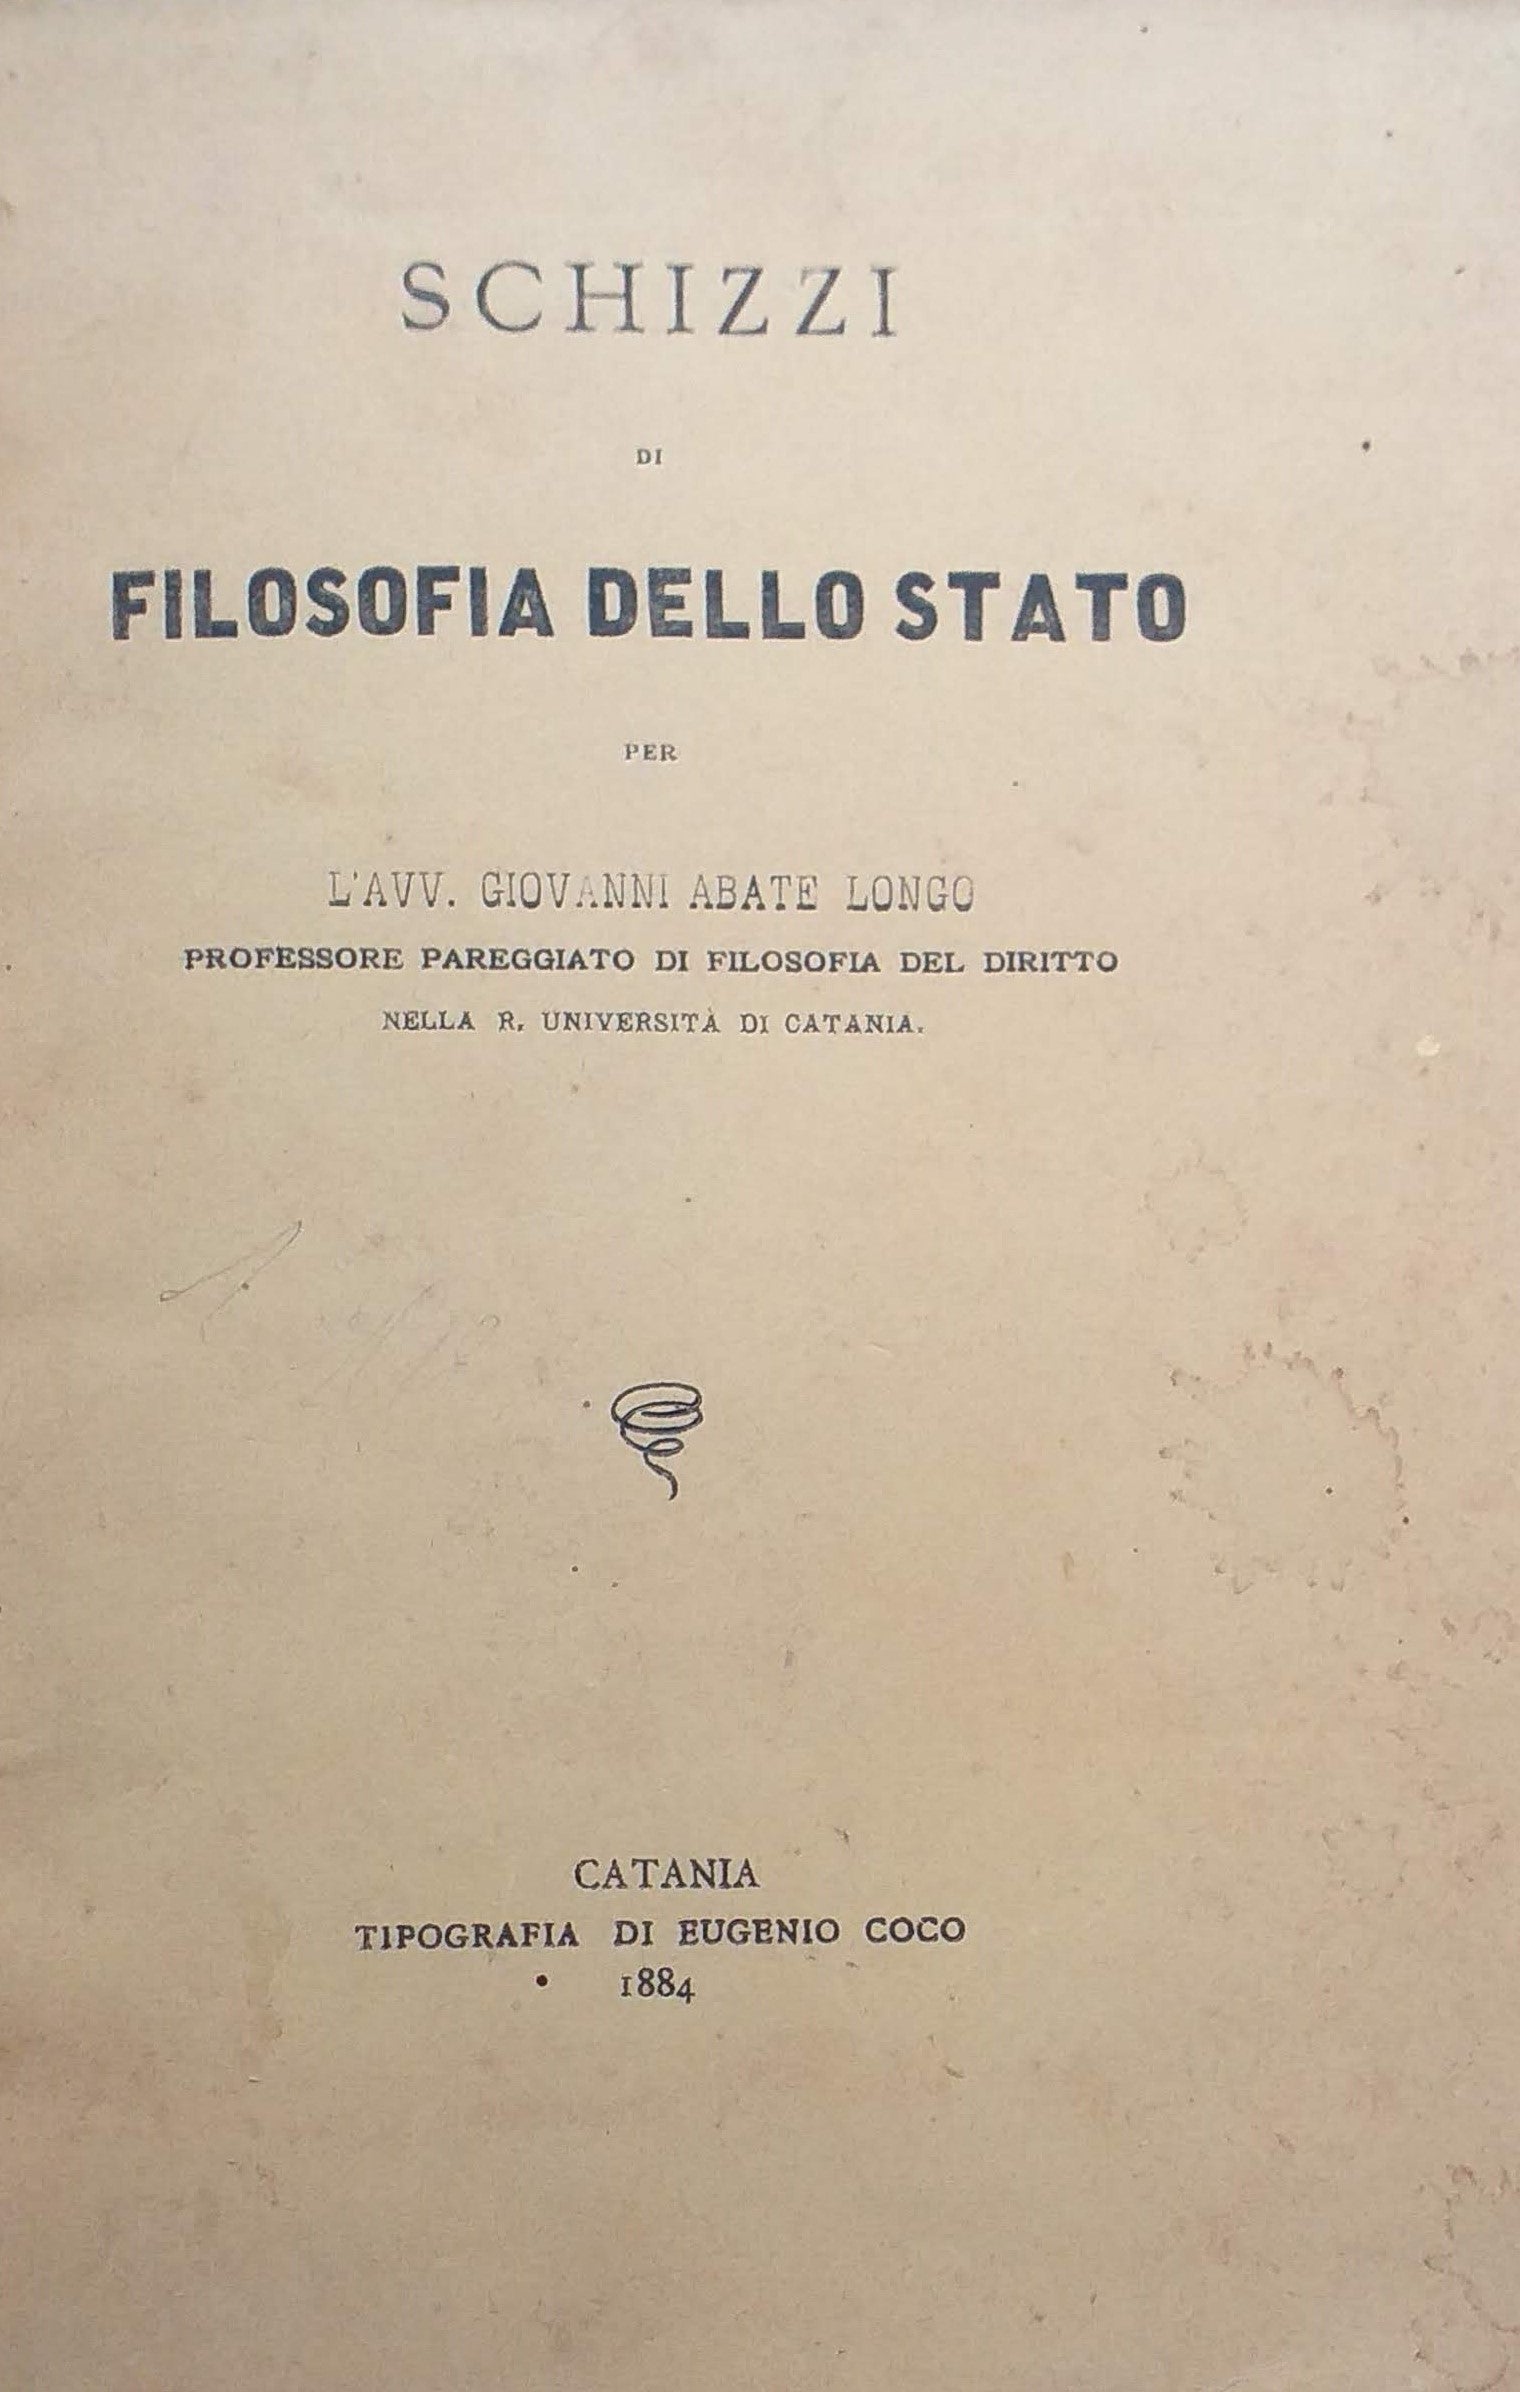 SCHIZZI
DI
FILOSOFIA DELLO STATO
PER
L'AVV. GIOVANNI ABATE LONGO
PROFESSORE PAREGGIATO DI FILOSOFIA DEL DIRITTO
NELLA R. UNIVERSITÀ DI CATANIA.
CATANIA
TIPOGRAFIA DI EUGENIO COCO
1884